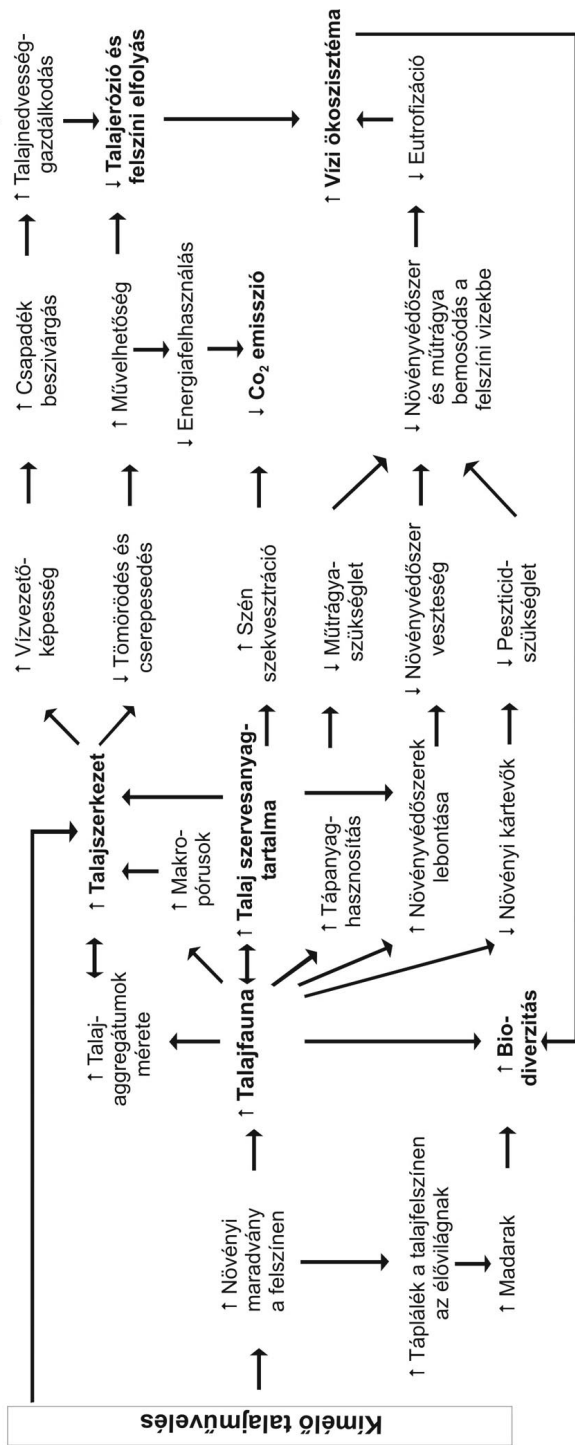 Kímélő talajművelés
↑ Növényi
maradvány
a felszínen
↑ Táplálék a talajfelszínen
az élővilágnak
↑ Madarak
↑ Talaj-
aggregátumok
mérete
↑ Talajfauna
↑ Bio-
diverzitás
↑ Talajszerkezet
↑ Makro-
pórusok
↑ Talaj szervesanyag-
tartalma
↑ Tápanyag-
hasznosítás
↑ Növényvédőszerek
lebontása
↓ Növényi kártevők
↑ Vízvezető-
képesség
↓ Tömörödés és
cserepesedés
↑ Szén
szekvesztráció
↓ Műtrágya-
szükséglet
↓ Növényvédőszer
veszteség
↓ Peszticid-
szükséglet
↑ Csapadék
beszivárgás
↑ Művelhetőség
↓ Energiafelhasználás
↓ Co₂ emisszió
↓ Növényvédőszer
és műtrágya
bemosódás a
felszíni vizekbe
↑ Talajnedvesség-
gazdálkodás
↓ Talajerózió és
felszíni elfolyás
↑ Vízi ökoszisztéma
↓ Eutrofizáció